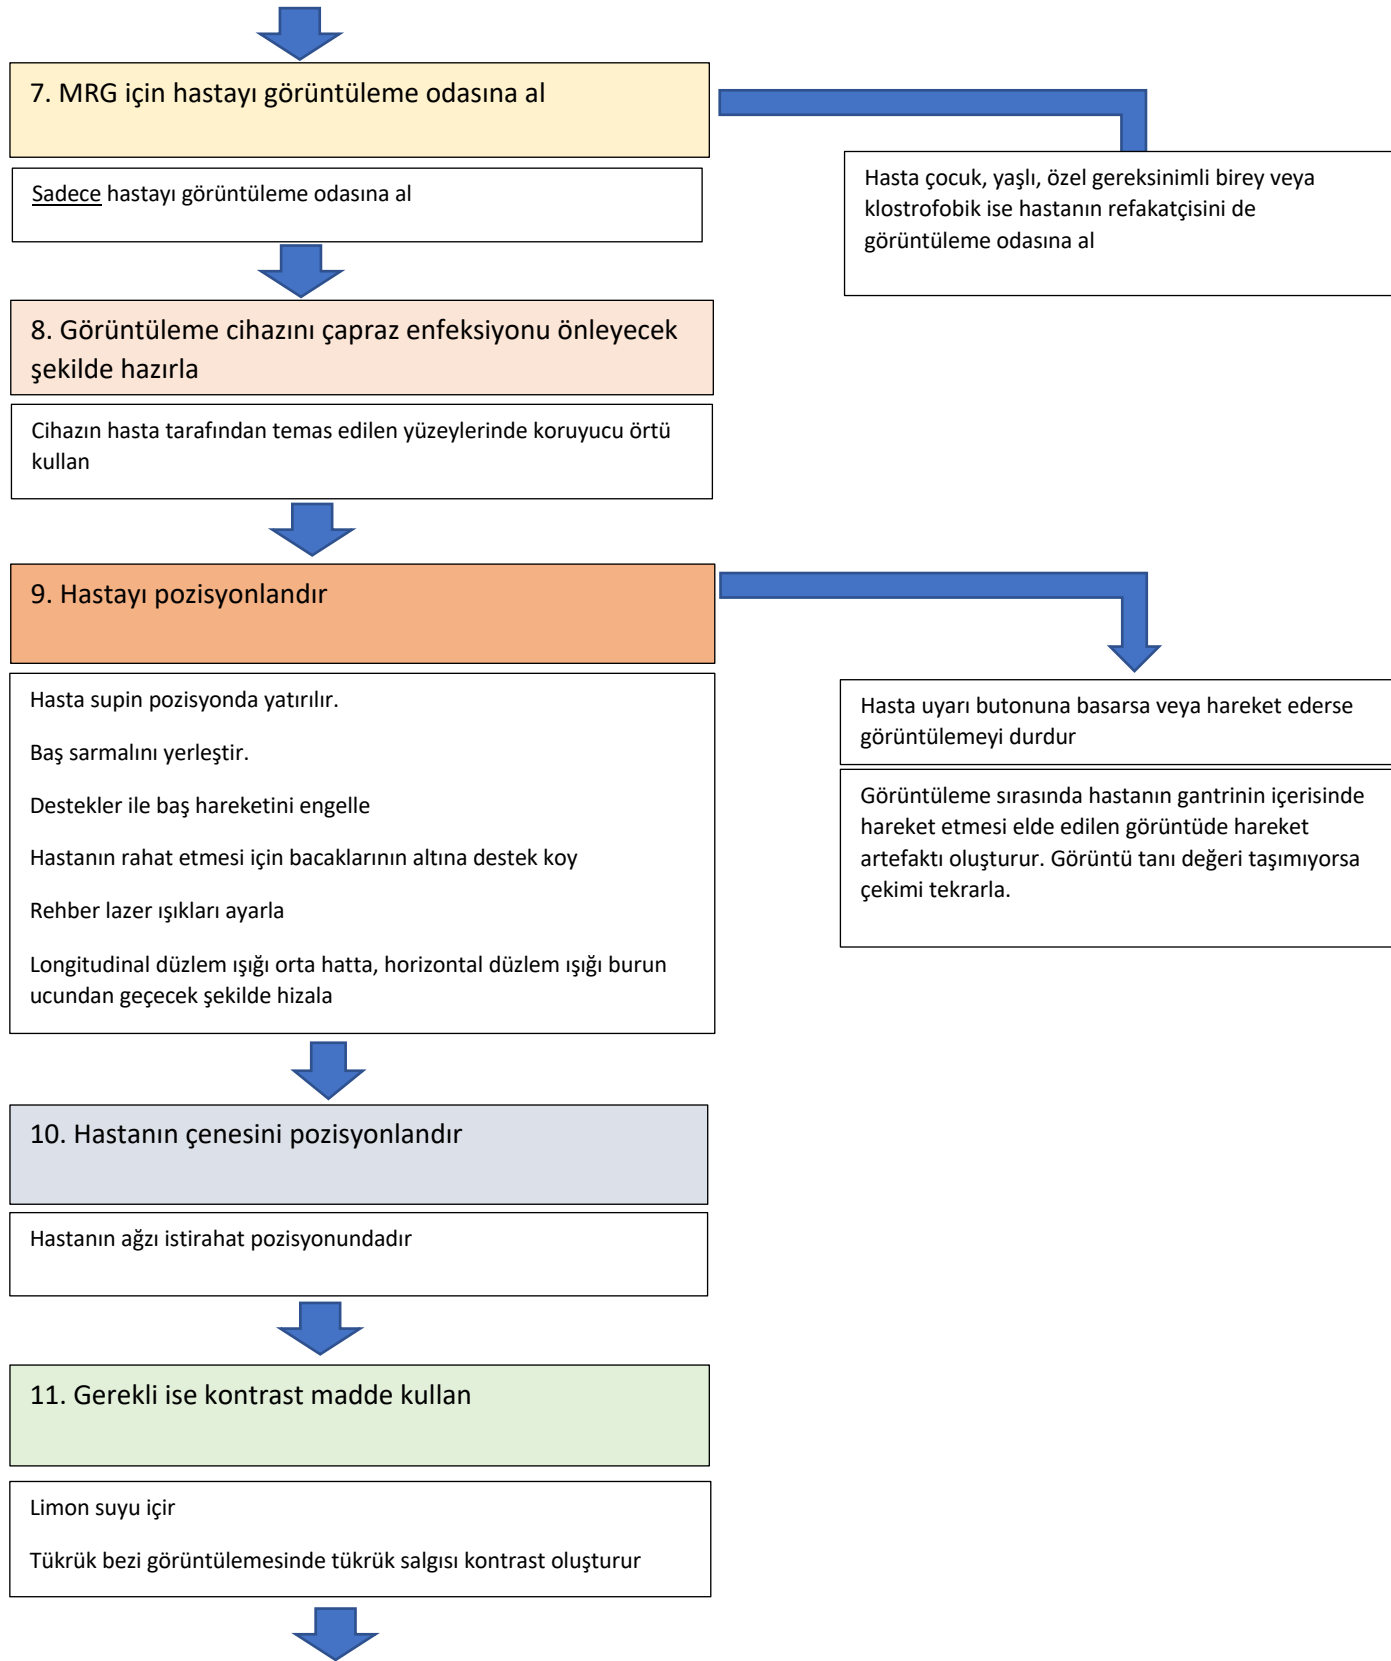 7. MRG için hastayı görüntüleme odasına al
Sadece hastayı görüntüleme odasına al
Hasta çocuk, yaşlı, özel gereksinimli birey veya
klostrofobik ise hastanın refakatçisini de
görüntüleme odasına al
8. Görüntüleme cihazını çapraz enfeksiyonu önleyecek
şekilde hazırla
Cihazın hasta tarafından temas edilen yüzeylerinde koruyucu örtü
kullan
9. Hastayı pozisyonlandır
Hasta supin pozisyonda yatırılır.
Baş sarmalını yerleştir.
Destekler ile baş hareketini engelle
Hastanın rahat etmesi için bacaklarının altına destek koy
Rehber lazer ışıkları ayarla
Longitudinal düzlem ışığı orta hatta, horizontal düzlem ışığı burun
ucundan geçecek şekilde hizala
Hasta uyarı butonuna basarsa veya hareket ederse
görüntülemeyi durdur
Görüntüleme sırasında hastanın gantrinin içerisinde
hareket etmesi elde edilen görüntüde hareket
artefaktı oluşturur. Görüntü tanı değeri taşımıyorsa
çekimi tekrarla.
10. Hastanın çenesini pozisyonlandır
Hastanın ağzı istirahat pozisyonundadır
11. Gerekli ise kontrast madde kullan
Limon suyu içir
Tükrük bezi görüntülemesinde tükrük salgısı kontrast oluşturur